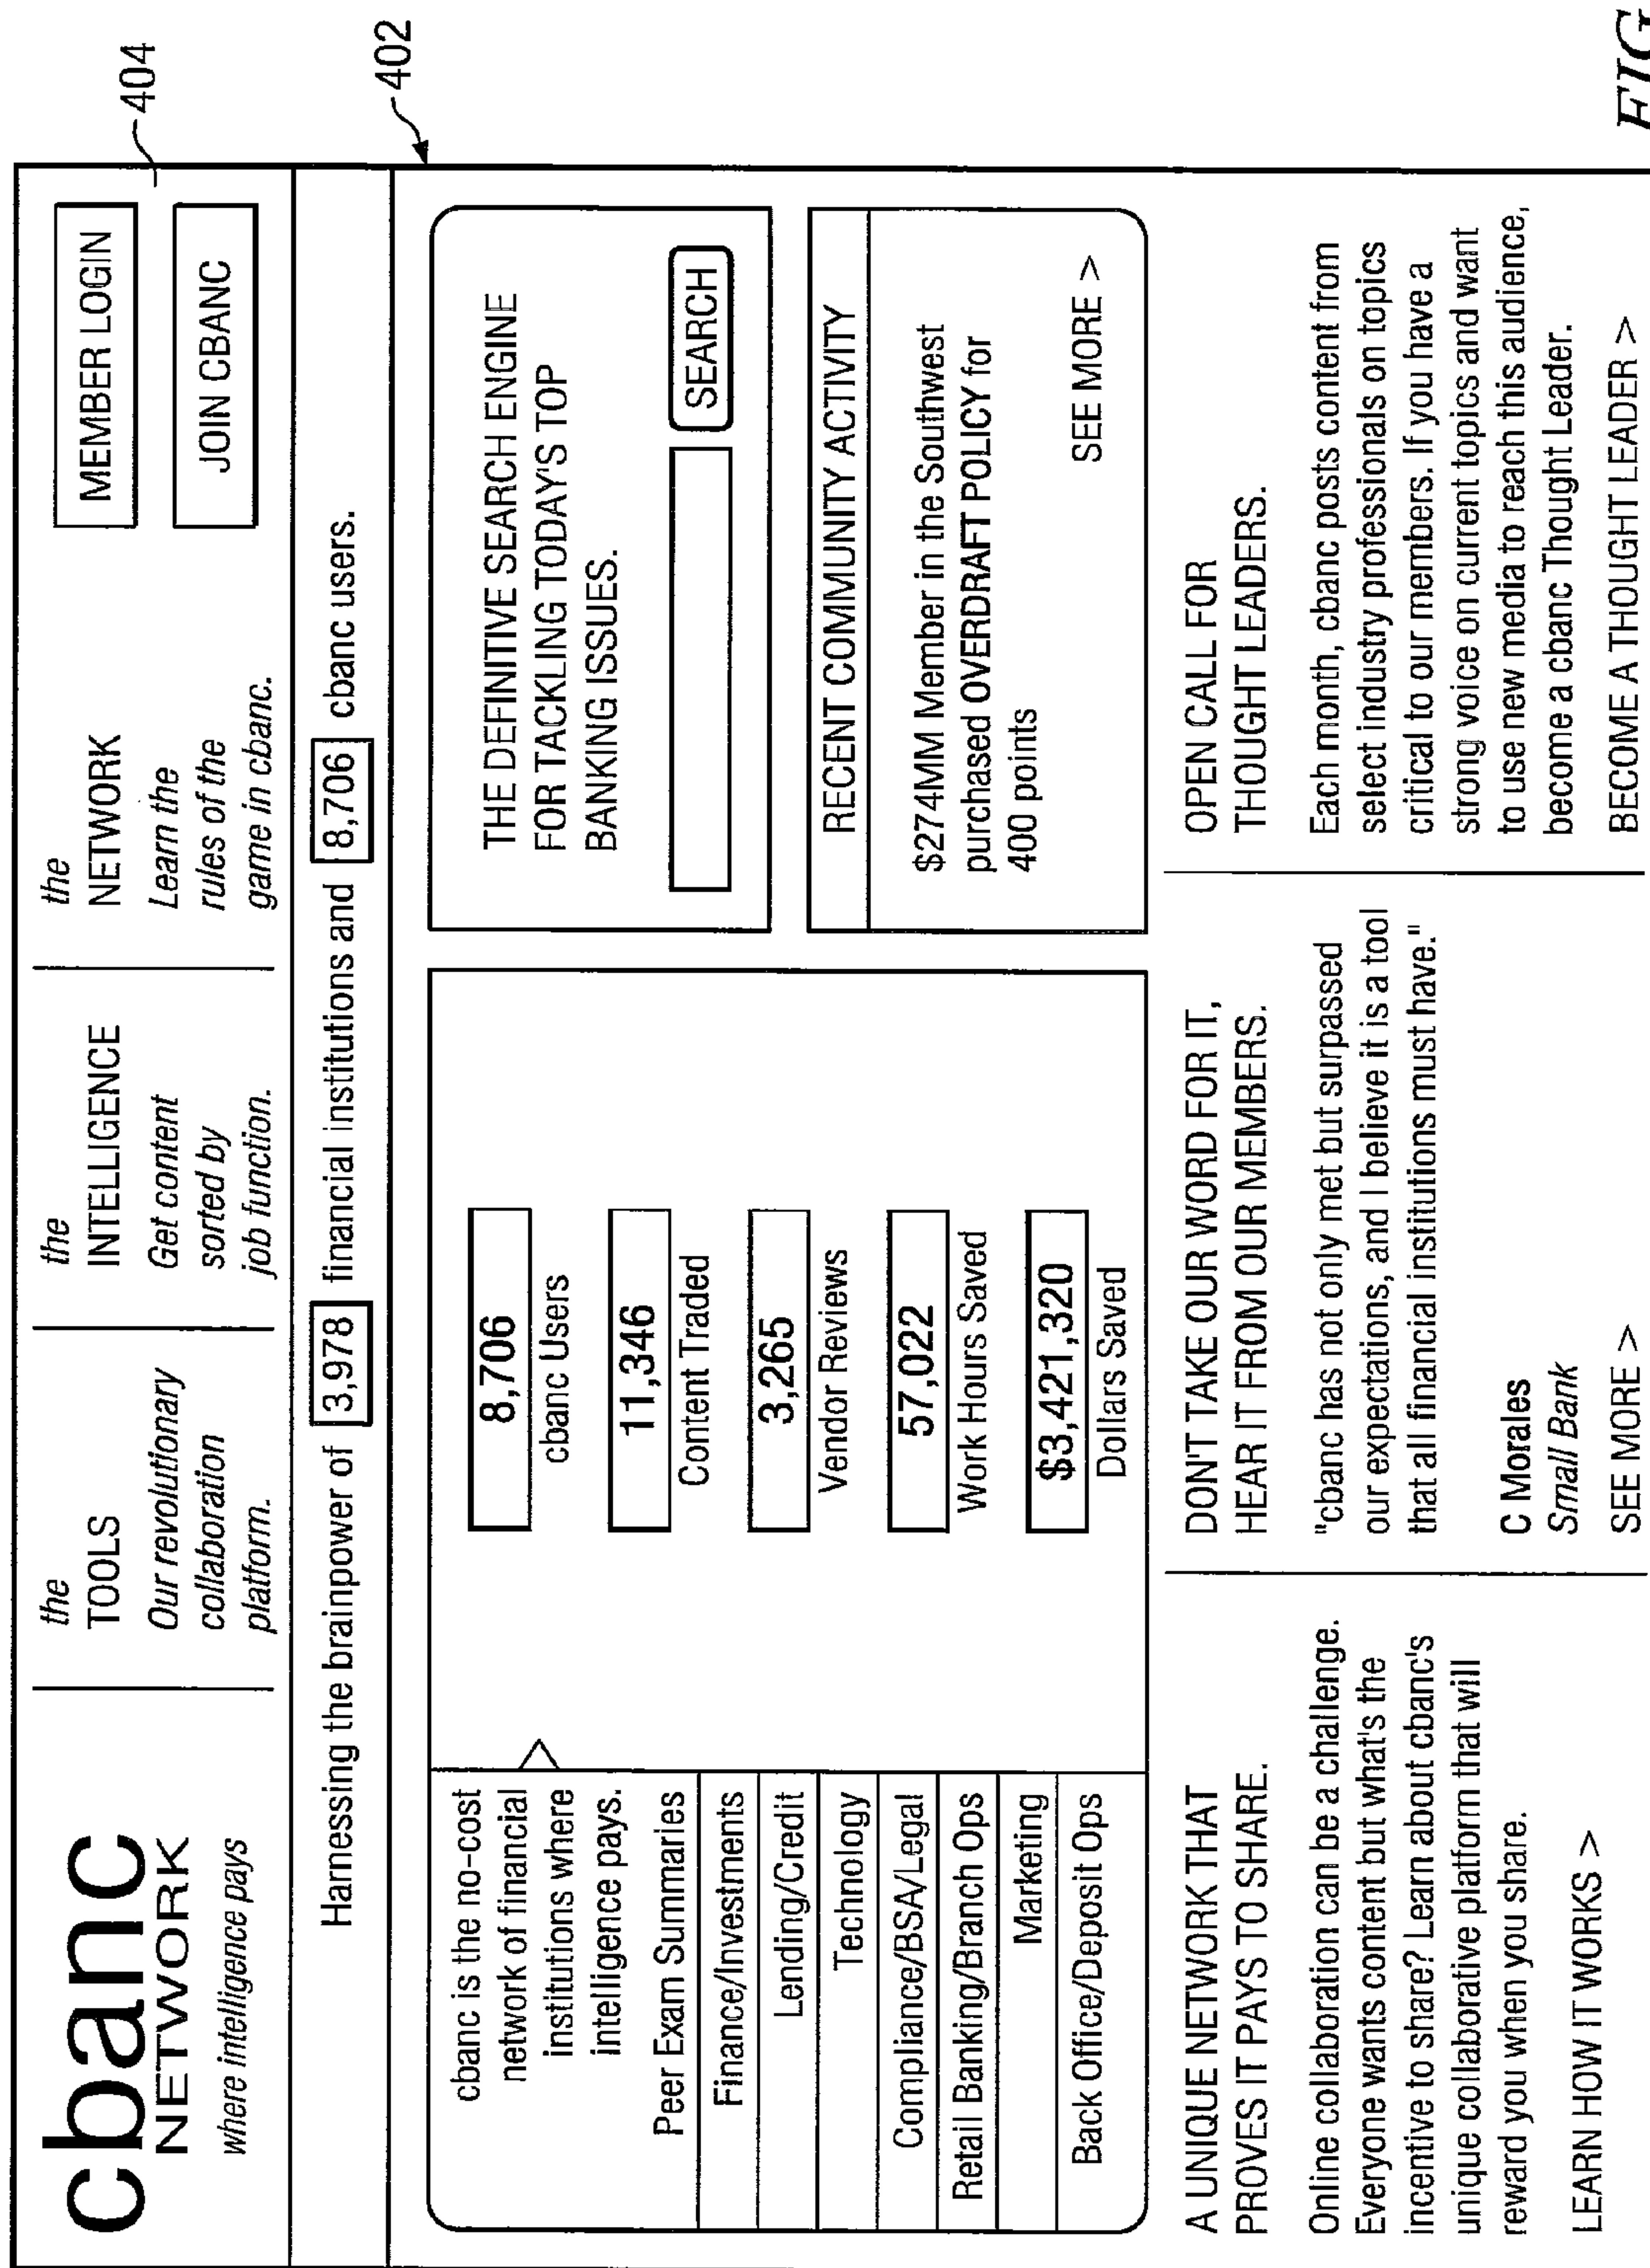 cbanc
NETWORK
where intelligence pays
the
TOOLS
Our revolutionary
collaboration
platform.
the
INTELLIGENCE
Get content
sorted by
job function.
the
NETWORK
Learn the
rules of the
game in cbanc.
MEMBER LOGIN
JOIN CBANC
404
Harnessing the brainpower of 3,978 financial institutions and 8,706 cbanc users.
402
cbanc is the no-cost
network of financial
institutions where
intelligence pays.
Peer Exam Summaries
Finance/Investments
Lending/Credit
Technology
Compliance/BSA/Legal
Retail Banking/Branch Ops
Marketing
Back Office/Deposit Ops
8,706
cbanc Users
11,346
Content Traded
3,265
Vendor Reviews
57,022
Work Hours Saved
$3,421,320
Dollars Saved
THE DEFINITIVE SEARCH ENGINE
FOR TACKLING TODAY'S TOP
BANKING ISSUES.
SEARCH
RECENT COMMUNITY ACTIVITY
$274MM Member in the Southwest
purchased OVERDRAFT POLICY for
400 points
SEE MORE >
A UNIQUE NETWORK THAT
PROVES IT PAYS TO SHARE.
Online collaboration can be a challenge.
Everyone wants content but what's the
incentive to share? Learn about cbanc's
unique collaborative platform that will
reward you when you share.
LEARN HOW IT WORKS >
DON'T TAKE OUR WORD FOR IT,
HEAR IT FROM OUR MEMBERS.
"cbanc has not only met but surpassed
our expectations, and I believe it is a tool
that all financial institutions must have."
C Morales
Small Bank
SEE MORE >
OPEN CALL FOR
THOUGHT LEADERS.
Each month, cbanc posts content from
select industry professionals on topics
critical to our members. If you have a
strong voice on current topics and want
to use new media to reach this audience,
become a cbanc Thought Leader.
BECOME A THOUGHT LEADER >
FIG